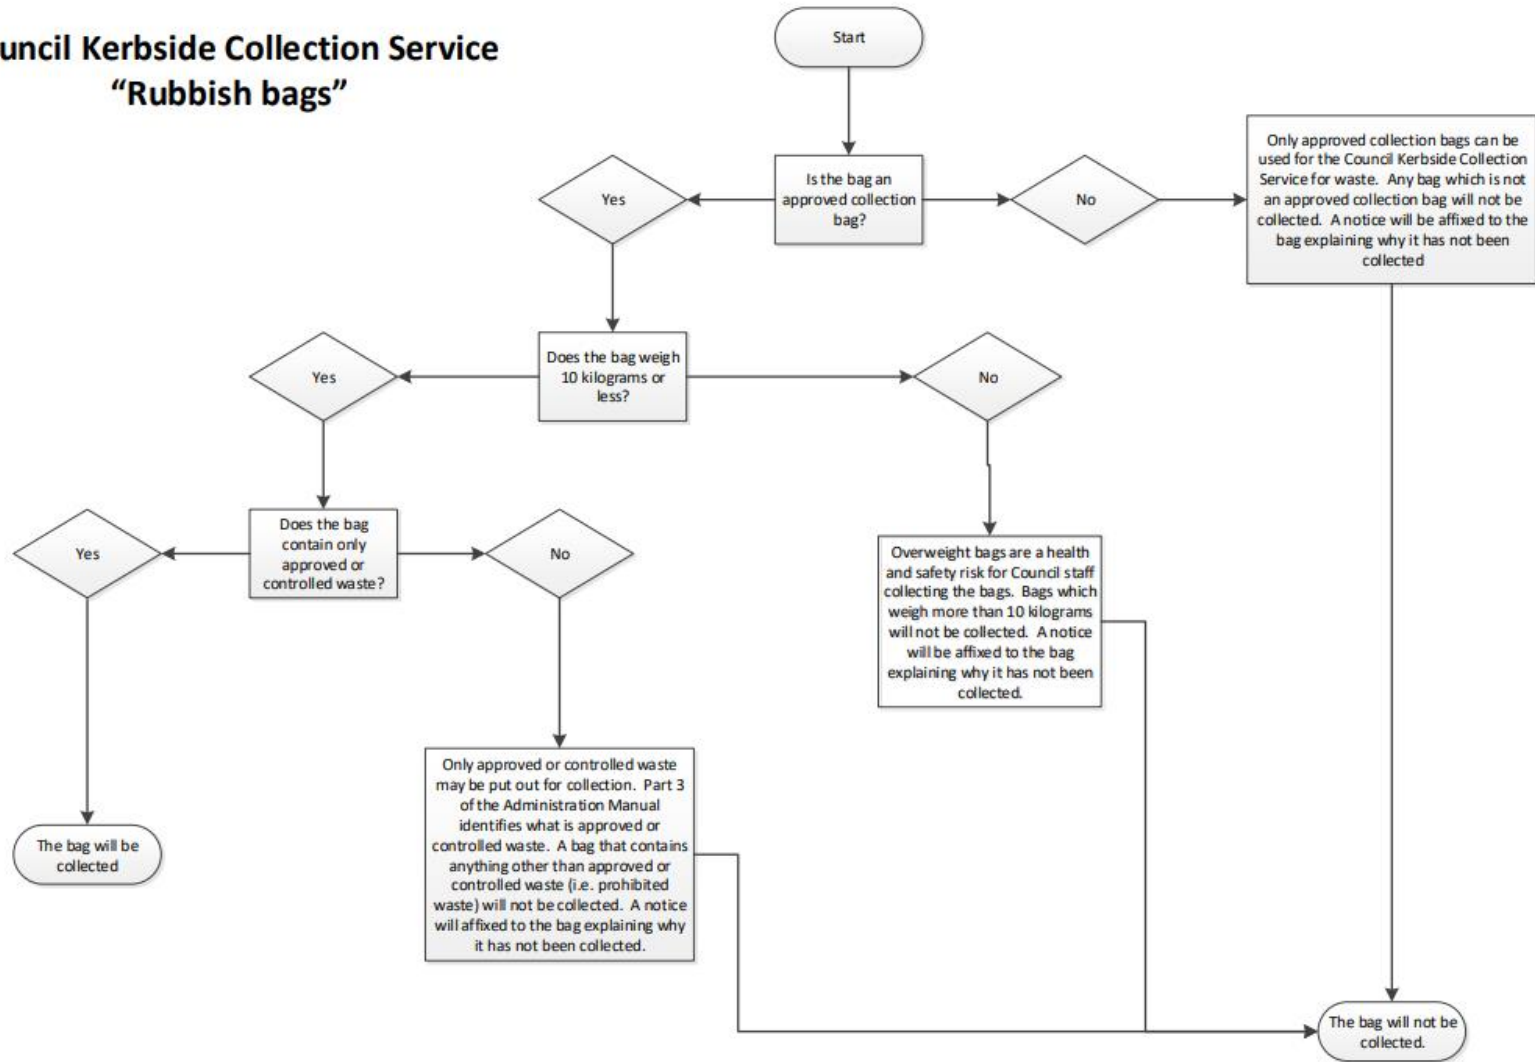 uncil Kerbside Collection Service
“Rubbish bags”
Start
Is the bag an
approved collection
bag?
Yes
No
Only approved collection bags can be
used for the Council Kerbside Collection
Service for waste. Any bag which is not
an approved collection bag will not be
collected. A notice will be affixed to the
bag explaining why it has not been
collected
Does the bag weigh
10 kilograms or
less?
Yes
No
Does the bag
contain only
approved or
controlled waste?
Yes
No
Overweight bags are a health
and safety risk for Council staff
collecting the bags. Bags which
weigh more than 10 kilograms
will not be collected. A notice
will be affixed to the bag
explaining why it has not been
collected.
Only approved or controlled waste
may be put out for collection. Part 3
of the Administration Manual
identifies what is approved or
controlled waste. A bag that contains
anything other than approved or
controlled waste (i.e. prohibited
waste) will not be collected. A notice
will affixed to the bag explaining why
it has not been collected.
The bag will be
collected
The bag will not be
collected.